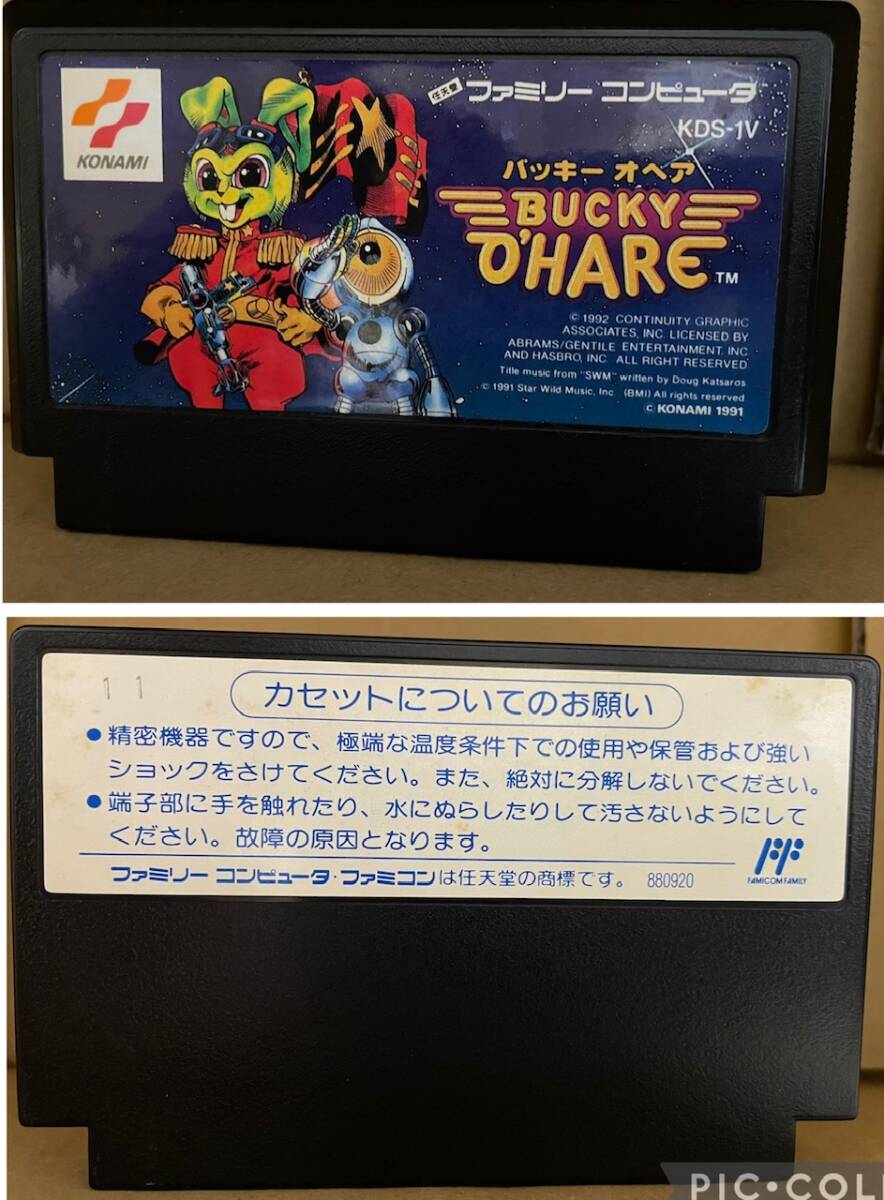 KONAMI
任天堂 ファミリー コンピュータ
KDS-1V
バッキー オヘア
BUCKY
O'HARE TM
© 1992 CONTINUITY GRAPHIC
ASSOCIATES, INC. LICENSED BY
ABRAMS/GENTILE ENTERTAINMENT INC
AND HASBRO, INC. ALL RIGHT RESERVED
Title music from "SWM" written by Doug Katsaros
© 1991 Star Wild Music, Inc (BMI) All rights reserved
© KONAMI 1991
1 1
カセットについてのお願い
●精密機器ですので、極端な温度条件下での使用や保管および強い
ショックをさけてください。また、絶対に分解しないでください。
●端子部に手を触れたり、水にぬらしたりして汚さないようにして
ください。故障の原因となります。
ファミリー コンピュータ・ファミコンは任天堂の商標です。 880920
FAMICOM FAMILY
PIC•COL